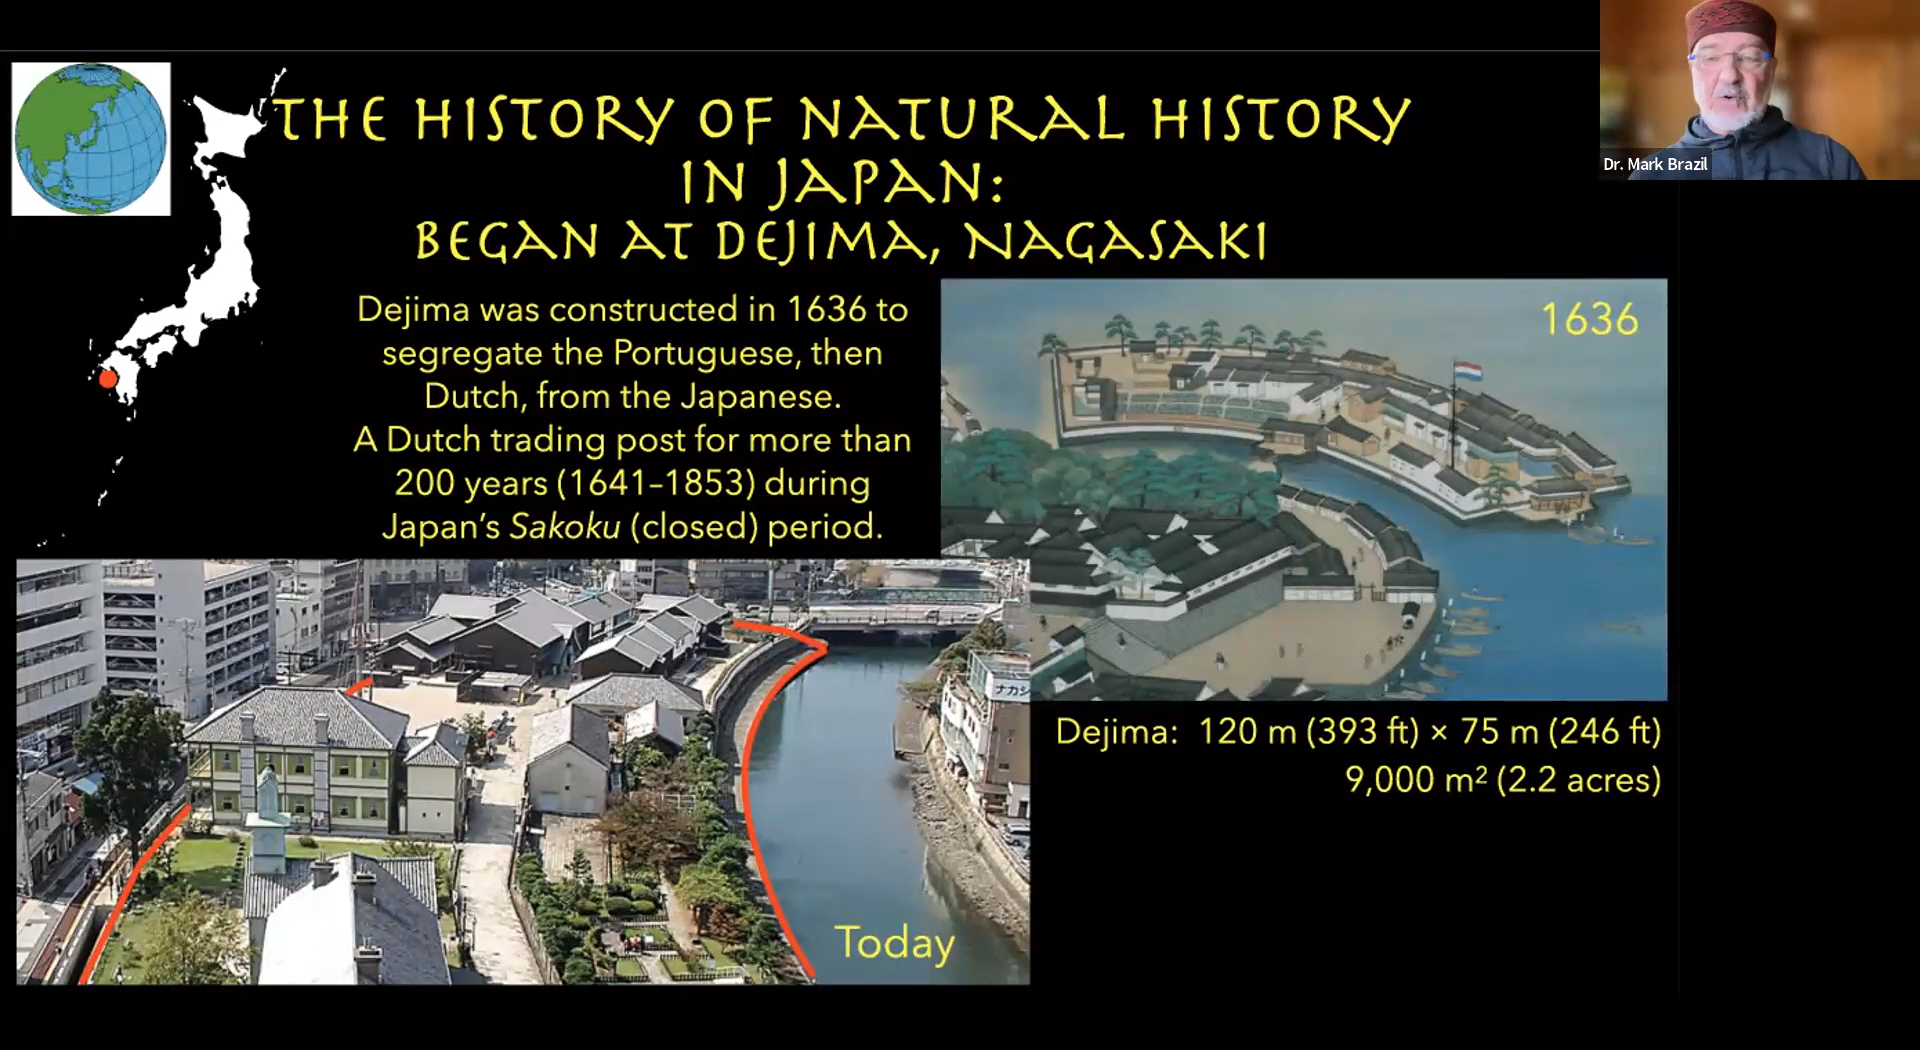 THE HISTORY OF NATURAL HISTORY
IN JAPAN:
BEGAN AT DEJIMA, NAGASAKI
Dr. Mark Brazil
Dejima was constructed in 1636 to
segregate the Portuguese, then
Dutch, from the Japanese.
A Dutch trading post for more than
200 years (1641–1853) during
Japan's Sakoku (closed) period.
1636
Dejima: 120 m (393 ft) × 75 m (246 ft)
9,000 m² (2.2 acres)
ナカシ
Today